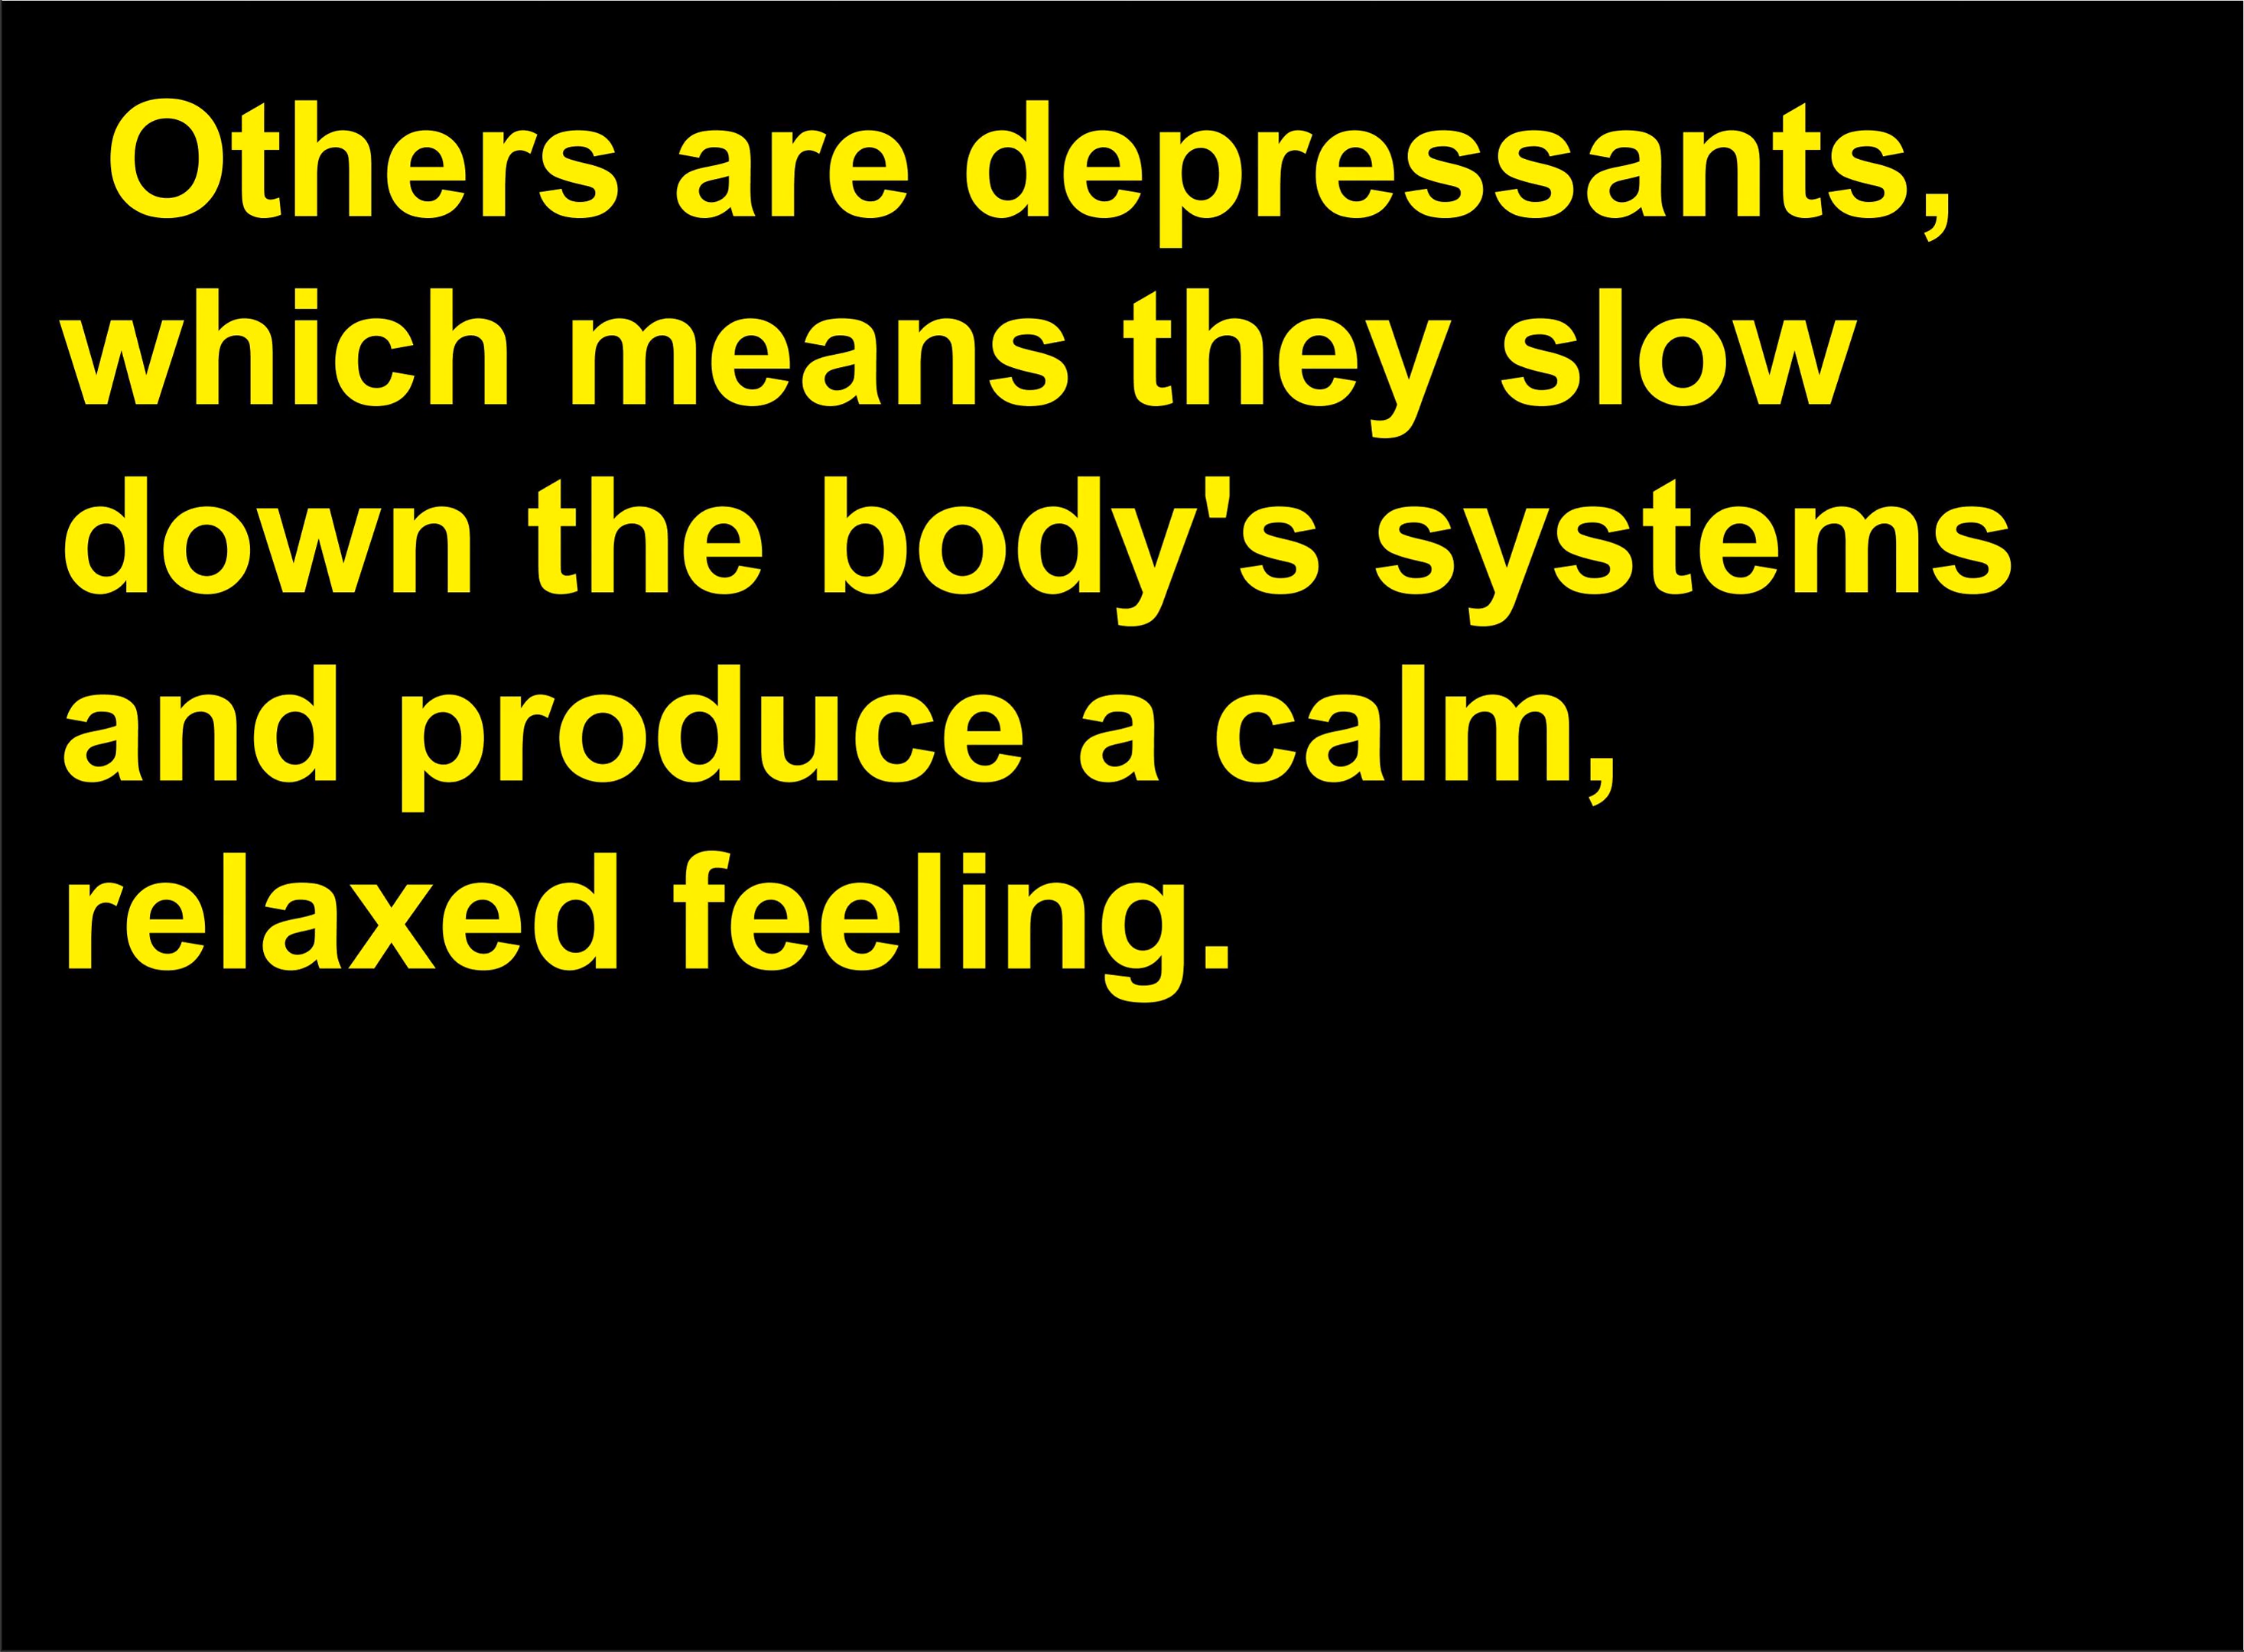 Others are depressants,
which means they slow
down the body's systems
and produce a calm,
relaxed feeling.